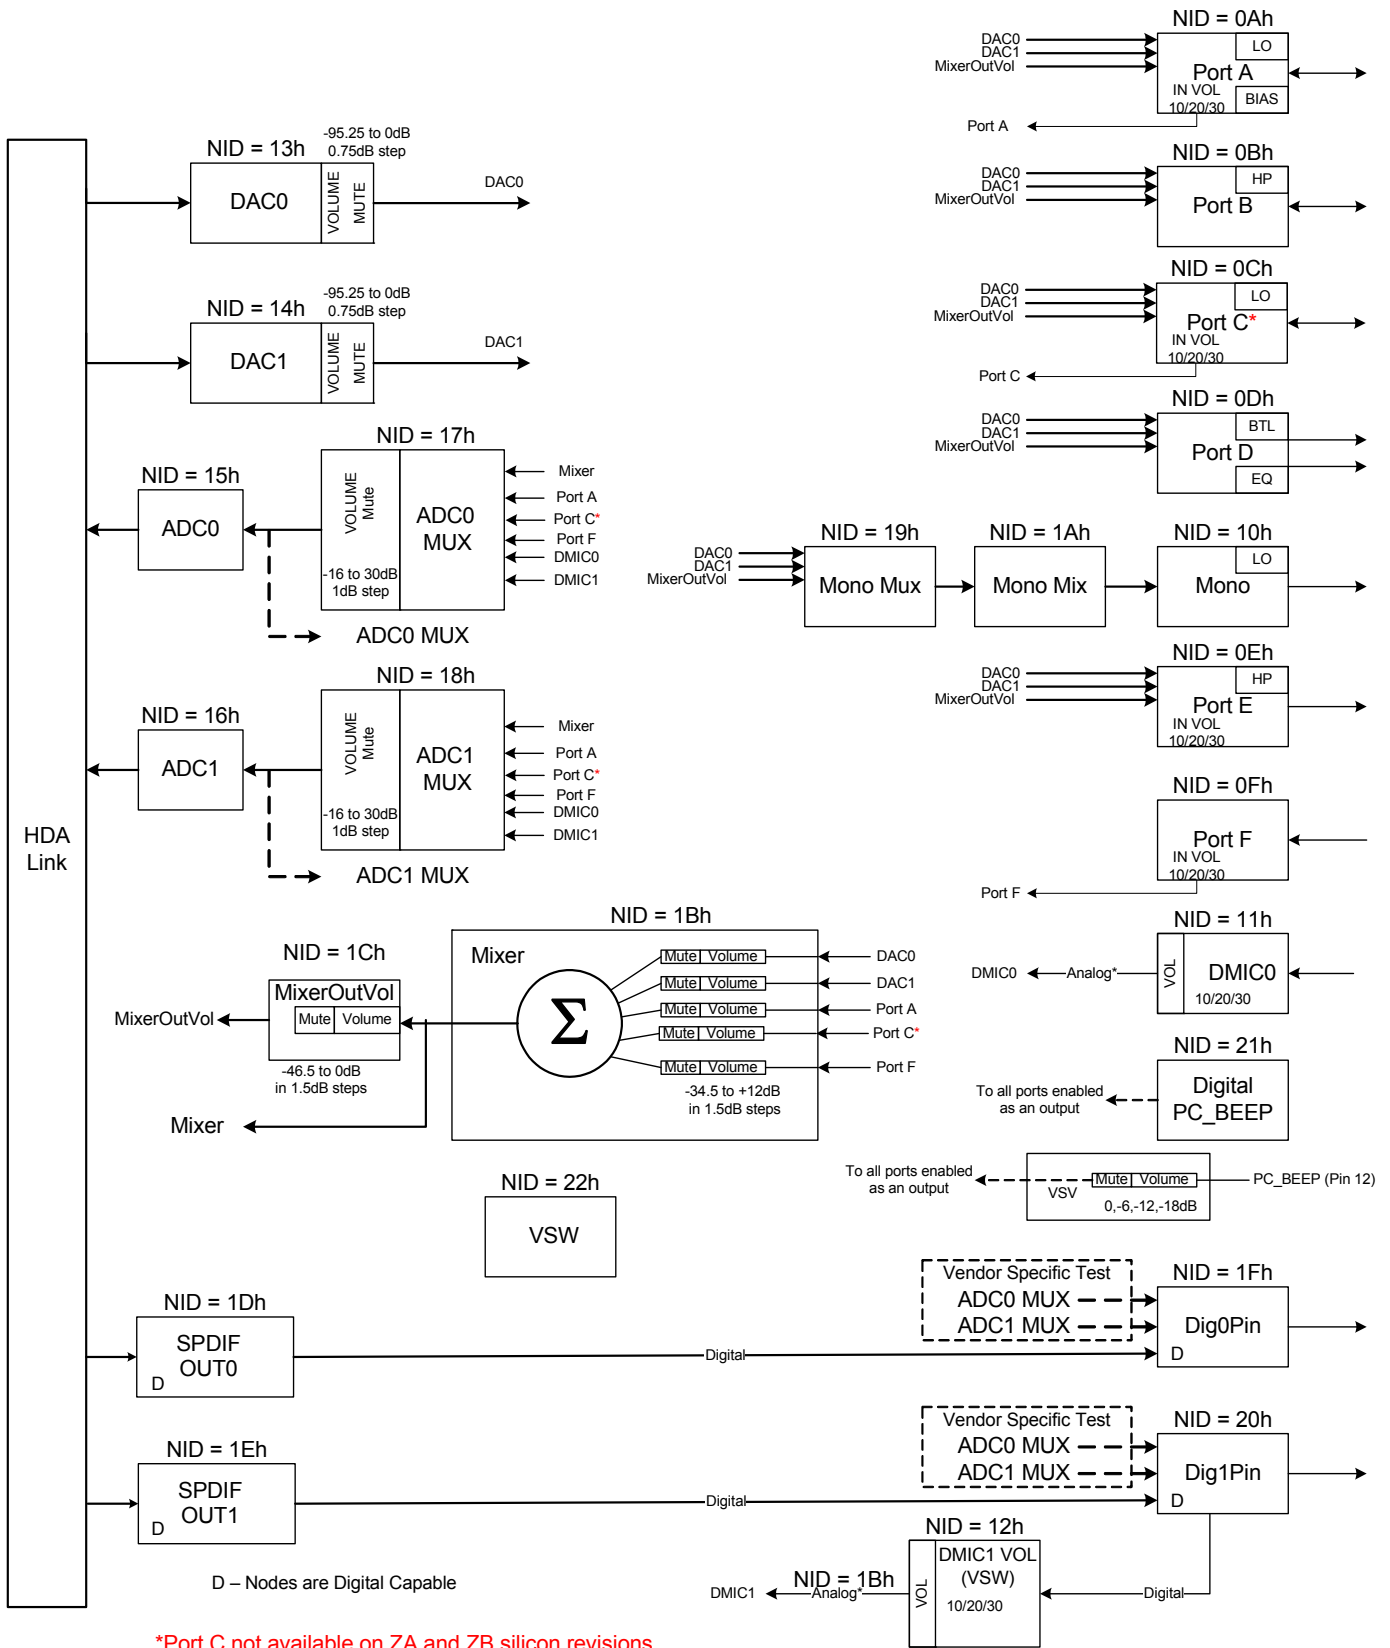 HDA
Link
NID = 13h
-95.25 to 0dB
0.75dB step
DAC0
VOLUME
MUTE
DAC0
NID = 14h
-95.25 to 0dB
0.75dB step
DAC1
VOLUME
MUTE
DAC1
NID = 17h
NID = 15h
ADC0
VOLUME
Mute
-16 to 30dB
1dB step
ADC0
MUX
Mixer
Port A
Port C*
Port F
DMIC0
DMIC1
ADC0 MUX
NID = 18h
NID = 16h
ADC1
VOLUME
Mute
-16 to 30dB
1dB step
ADC1
MUX
Mixer
Port A
Port C*
Port F
DMIC0
DMIC1
ADC1 MUX
NID = 1Bh
Mixer
Σ
Mute Volume
DAC0
Mute Volume
DAC1
Mute Volume
Port A
Mute Volume
Port C*
Mute Volume
Port F
-34.5 to +12dB
in 1.5dB steps
NID = 1Ch
MixerOutVol
Mute Volume
MixerOutVol
-46.5 to 0dB
in 1.5dB steps
Mixer
NID = 22h
VSW
NID = 1Dh
SPDIF
OUT0
D
Digital
NID = 1Eh
SPDIF
OUT1
D
Digital
D – Nodes are Digital Capable
*Port C not available on ZA and ZB silicon revisions
NID = 0Ah
DAC0
DAC1
MixerOutVol
LO
Port A
IN VOL
10/20/30
BIAS
Port A
NID = 0Bh
DAC0
DAC1
MixerOutVol
HP
Port B
NID = 0Ch
DAC0
DAC1
MixerOutVol
LO
Port C*
IN VOL
10/20/30
Port C
NID = 0Dh
DAC0
DAC1
MixerOutVol
BTL
Port D
EQ
NID = 19h
DAC0
DAC1
MixerOutVol
Mono Mux
NID = 1Ah
Mono Mix
NID = 10h
LO
Mono
NID = 0Eh
DAC0
DAC1
MixerOutVol
HP
Port E
IN VOL
10/20/30
NID = 0Fh
Port F
IN VOL
10/20/30
Port F
NID = 11h
DMIC0
Analog*
VOL
DMIC0
10/20/30
NID = 21h
To all ports enabled
as an output
Digital
PC_BEEP
To all ports enabled
as an output
VSV
Mute Volume
0,-6,-12,-18dB
PC_BEEP (Pin 12)
Vendor Specific Test
ADC0 MUX
ADC1 MUX
NID = 1Fh
Dig0Pin
D
Vendor Specific Test
ADC0 MUX
ADC1 MUX
NID = 20h
Dig1Pin
D
NID = 12h
DMIC1 VOL
(VSW)
10/20/30
VOL
Digital
NID = 1Bh
DMIC1
Analog*